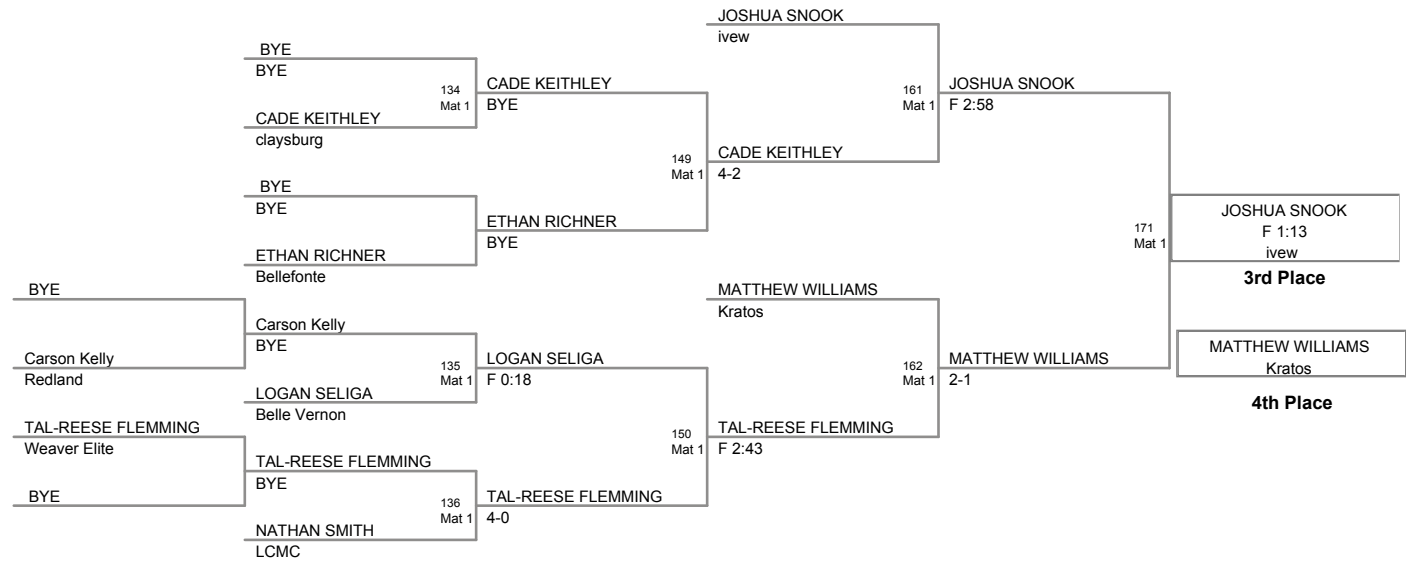 JOSHUA SNOOK
ivew
BYE
BYE
134
Mat 1
CADE KEITHLEY
BYE
161
Mat 1
JOSHUA SNOOK
F 2:58
CADE KEITHLEY
claysburg
149
Mat 1
CADE KEITHLEY
4-2
BYE
BYE
ETHAN RICHNER
BYE
171
Mat 1
JOSHUA SNOOK
F 1:13
ivew
3rd Place
ETHAN RICHNER
Bellefonte
BYE
MATTHEW WILLIAMS
Kratos
Carson Kelly
BYE
Carson Kelly
Redland
135
Mat 1
LOGAN SELIGA
F 0:18
162
Mat 1
MATTHEW WILLIAMS
2-1
MATTHEW WILLIAMS
Kratos
4th Place
LOGAN SELIGA
Belle Vernon
TAL-REESE FLEMMING
Weaver Elite
150
Mat 1
TAL-REESE FLEMMING
F 2:43
TAL-REESE FLEMMING
BYE
BYE
136
Mat 1
TAL-REESE FLEMMING
4-0
NATHAN SMITH
LCMC